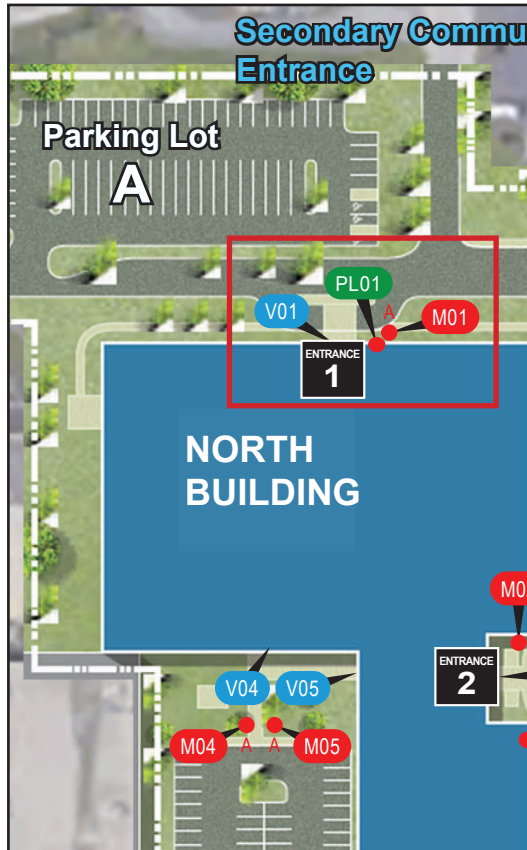 Secondary Commu
Entrance
Parking Lot
A
PL01
V01
A
M01
ENTRANCE
1
NORTH
BUILDING
M0
ENTRANCE
2
V04
V05
M04
A
A
M05